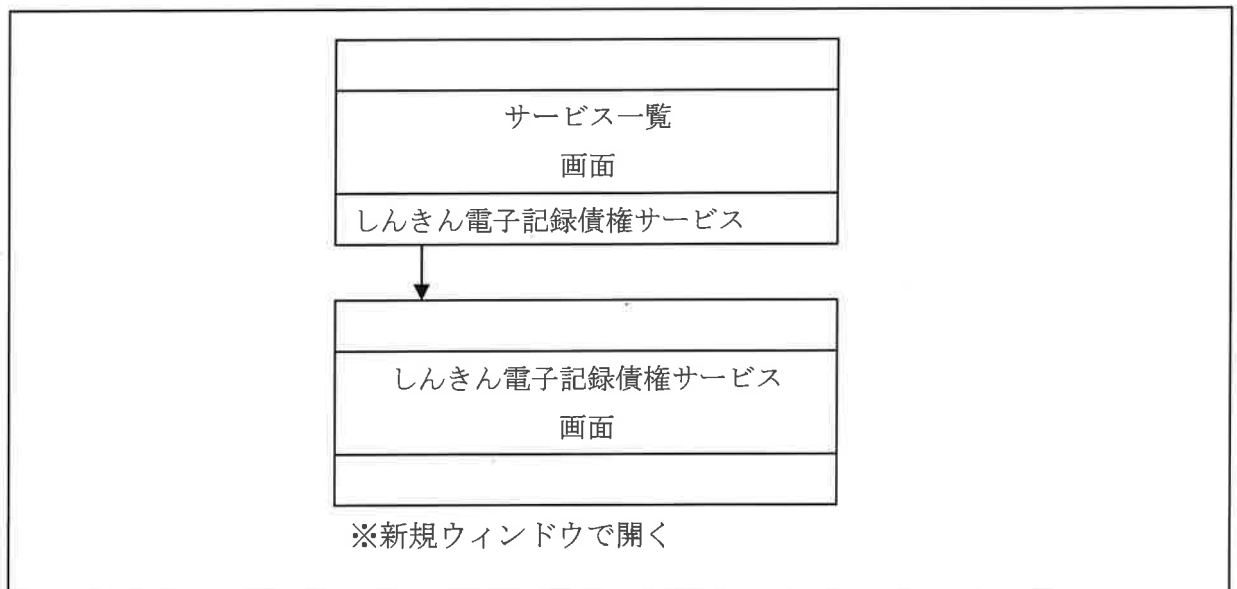 サービス一覧
画面
しんきん電子記録債権サービス
しんきん電子記録債権サービス
画面
※新規ウィンドウで開く